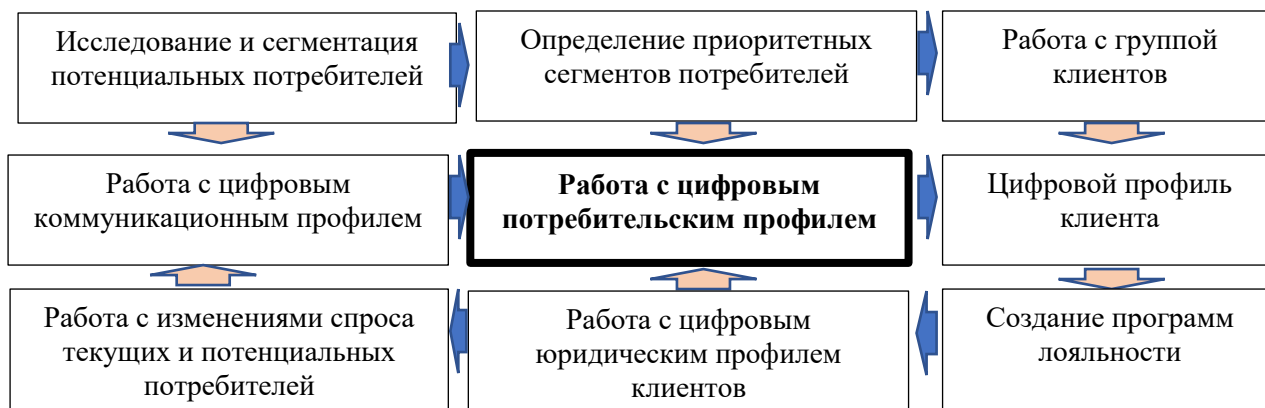 Исследование и сегментация
потенциальных потребителей
Определение приоритетных
сегментов потребителей
Работа с группой
клиентов
Работа с цифровым
коммуникационным профилем
Работа с цифровым
потребительским профилем
Цифровой профиль
клиента
Работа с изменениями спроса
текущих и потенциальных
потребителей
Работа с цифровым
юридическим профилем
клиентов
Создание программ
лояльности